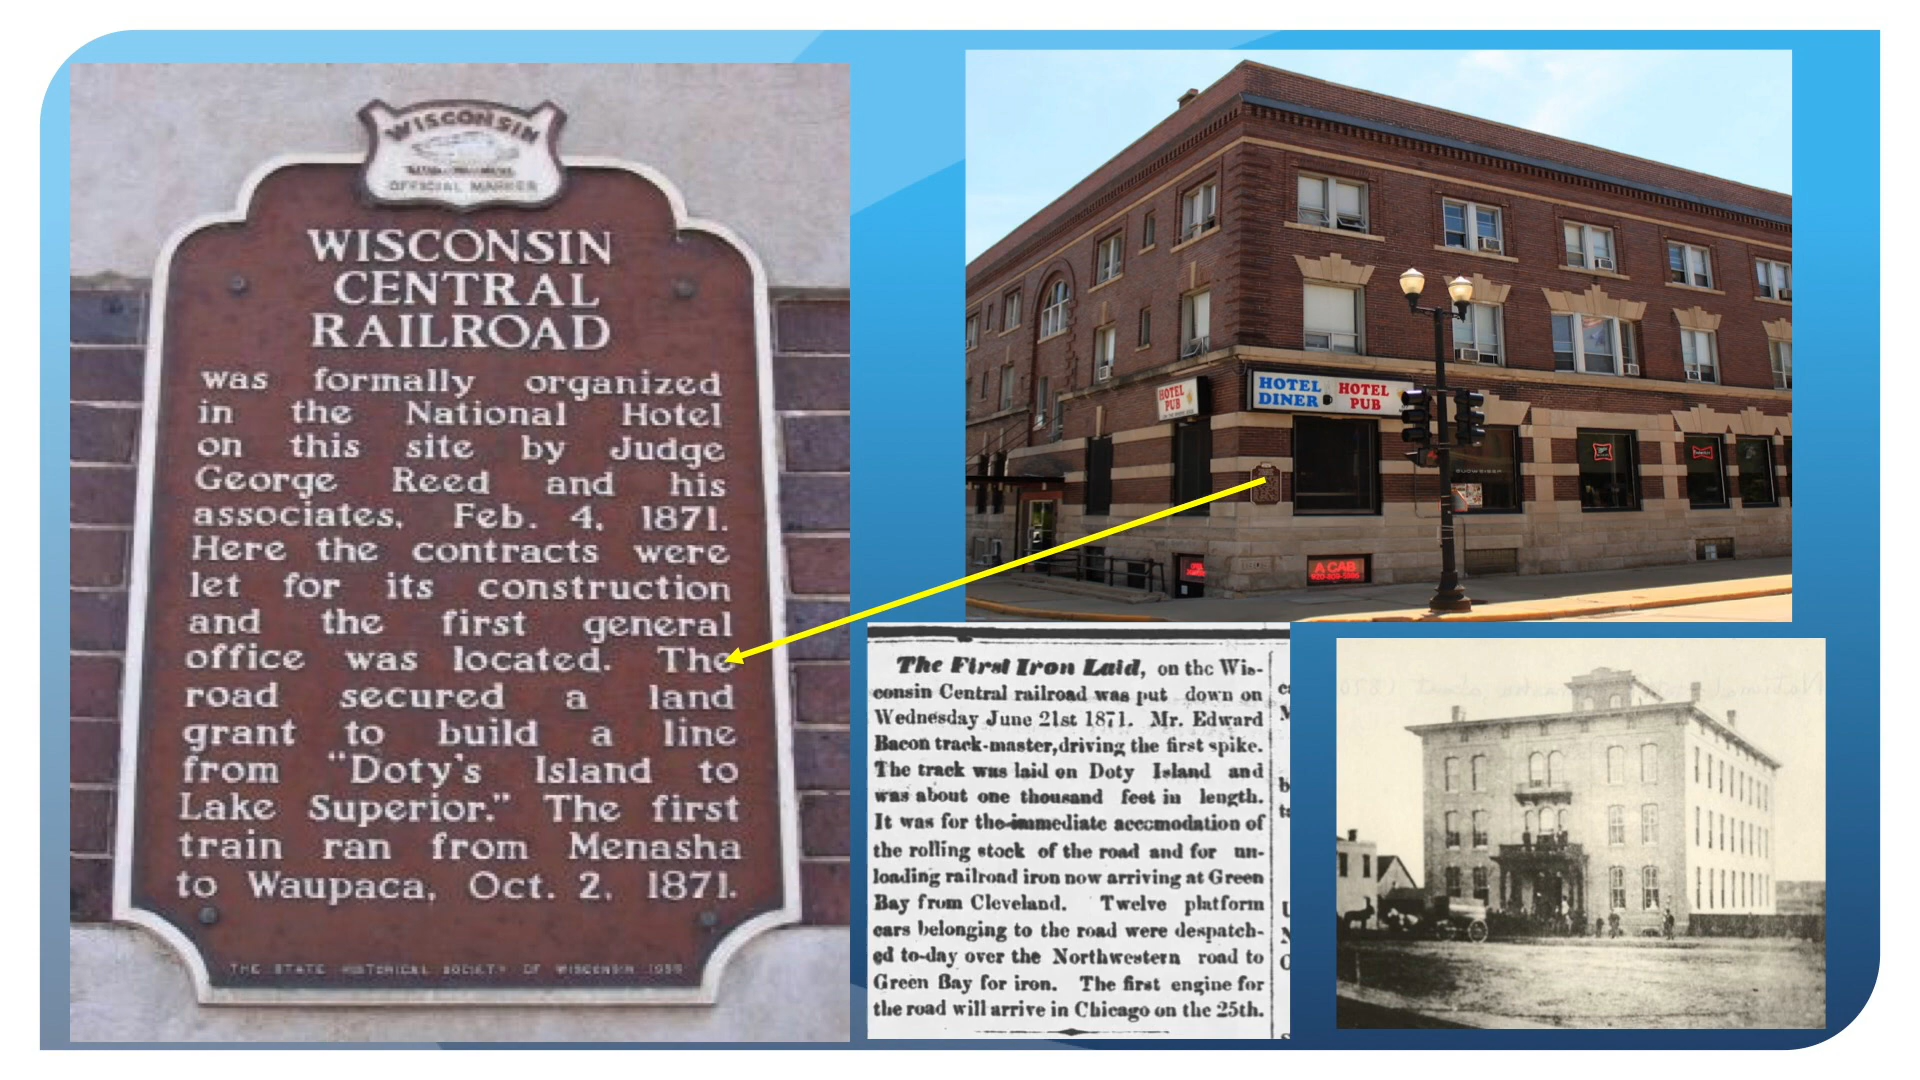 WISCONSIN
OFFICIAL MARKER
WISCONSIN
CENTRAL
RAILROAD
was formally organized
in the National Hotel
on this site by Judge
George Reed and his
associates, Feb. 4, 1871.
Here the contracts were
let for its construction
and the first general
office was located. The
road secured a land
grant to build a line
from "Doty's Island to
Lake Superior." The first
train ran from Menasha
to Waupaca, Oct. 2, 1871.
THE STATE HISTORICAL SOCIETY OF WISCONSIN
HOTEL
PUB
HOTEL
DINER
HOTEL
PUB
BUDWEISER
A CAB
The First Iron Laid, on the Wis-
consin Central railroad was put down on
Wednesday June 21st 1871. Mr. Edward
Bacon track-master, driving the first spike.
The track was laid on Doty Island and
was about one thousand feet in length.
It was for the immediate accomodation of
the rolling stock of the road and for un-
loading railroad iron now arriving at Green
Bay from Cleveland. Twelve platform
cars belonging to the road were despatch-
ed to-day over the Northwestern road to
Green Bay for iron. The first engine for
the road will arrive in Chicago on the 25th.